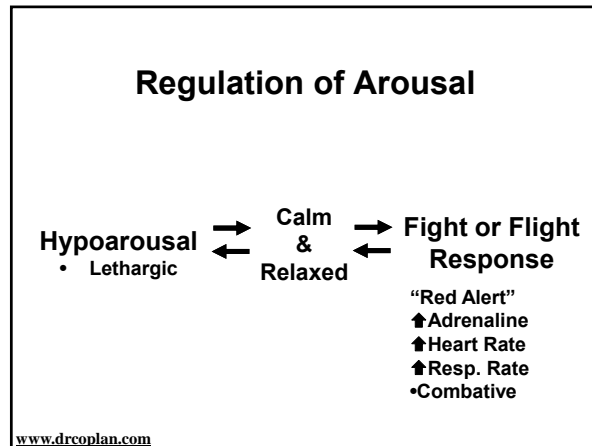 Regulation of Arousal
Hypoarousal
• Lethargic
Calm
&
Relaxed
Fight or Flight
Response
“Red Alert”
⬆Adrenaline
⬆Heart Rate
⬆Resp. Rate
•Combative
www.drcoplan.com